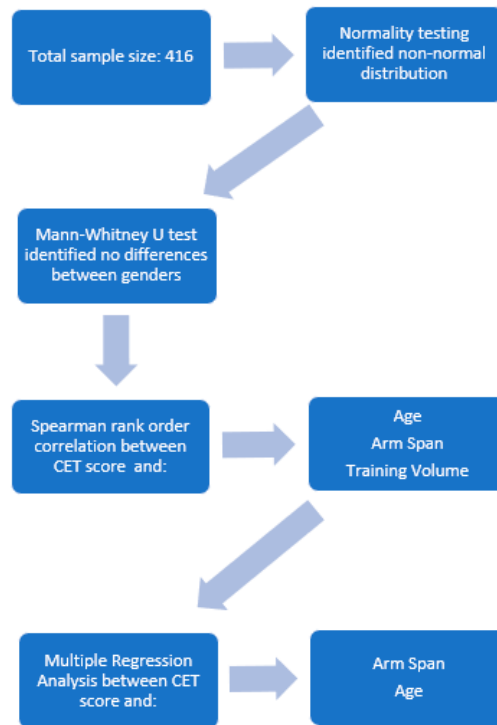 Total sample size: 416
Normality testing
identified non-normal
distribution
Mann-Whitney U test
identified no differences
between genders
Spearman rank order
correlation between
CET score and:
Age
Arm Span
Training Volume
Multiple Regression
Analysis between CET
score and:
Arm Span
Age